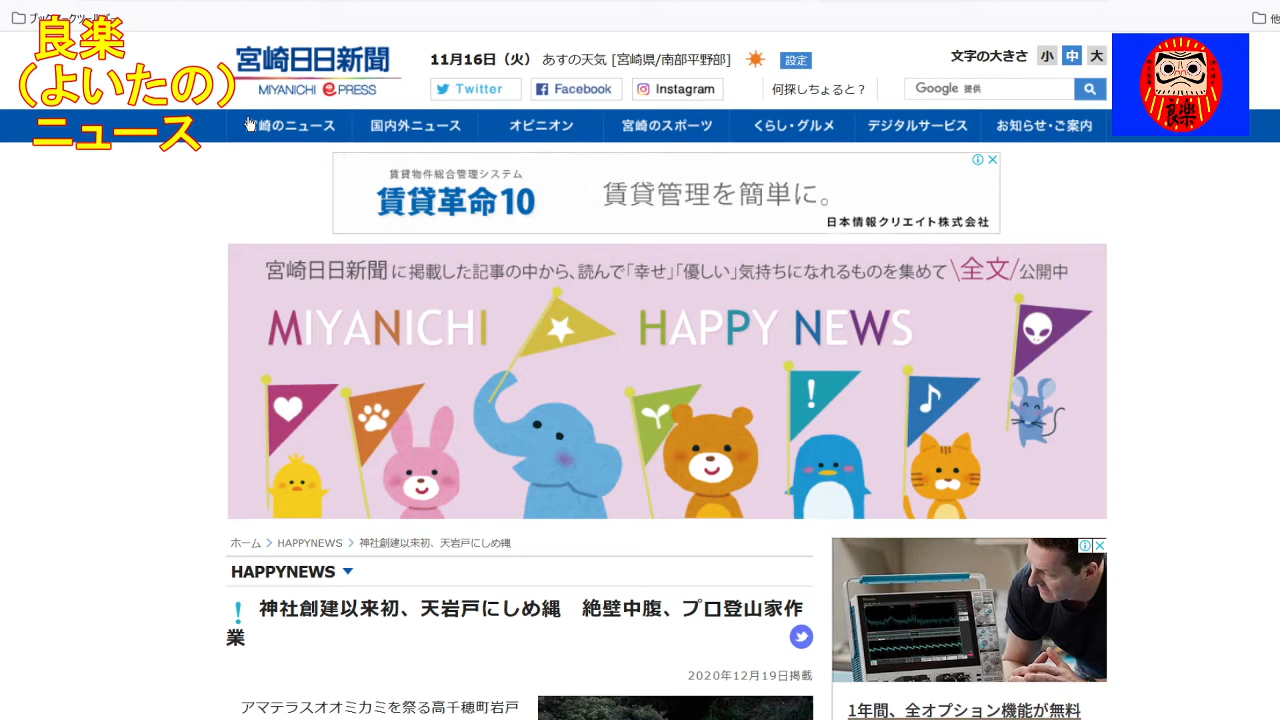 良楽
（よいたの）
ニュース
他
宮崎日日新聞
MIYANICHI e PRESS
11月16日（火） あすの天気 [宮崎県/南部平野部] 設定
文字の大きさ 小 中 大
Twitter Facebook Instagram 何探しちょると？ Google 提供
良楽
崎のニュース 国内外ニュース オピニオン 宮崎のスポーツ くらし・グルメ デジタルサービス お知らせ・ご案内
賃貸物件総合管理システム
賃貸革命10
賃貸管理を簡単に。
日本情報クリエイト株式会社
宮崎日日新聞に掲載した記事の中から、読んで「幸せ」「優しい」気持ちになれるものを集めて\全文/公開中
MIYANICHI HAPPY NEWS
ホーム > HAPPYNEWS > 神社創建以来初、天岩戸にしめ縄
HAPPYNEWS
! 神社創建以来初、天岩戸にしめ縄　絶壁中腹、プロ登山家作
業
2020年12月19日掲載
アマテラスオオミカミを祭る高千穂町岩戸
1年間、全オプション機能が無料